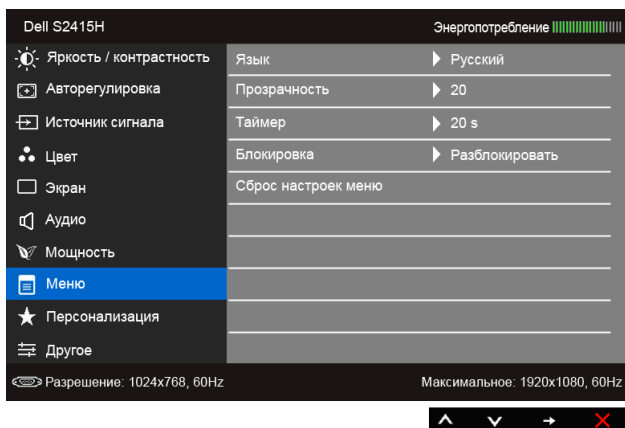 Dell S2415H Энергопотребление
Яркость / контрастность Язык Русский
Авторегулировка Прозрачность 20
Источник сигнала Таймер 20 s
Цвет Блокировка Разблокировать
Экран Сброс настроек меню
Аудио
Мощность
Меню
Персонализация
Другое
Разрешение: 1024x768, 60Hz Максимальное: 1920x1080, 60Hz